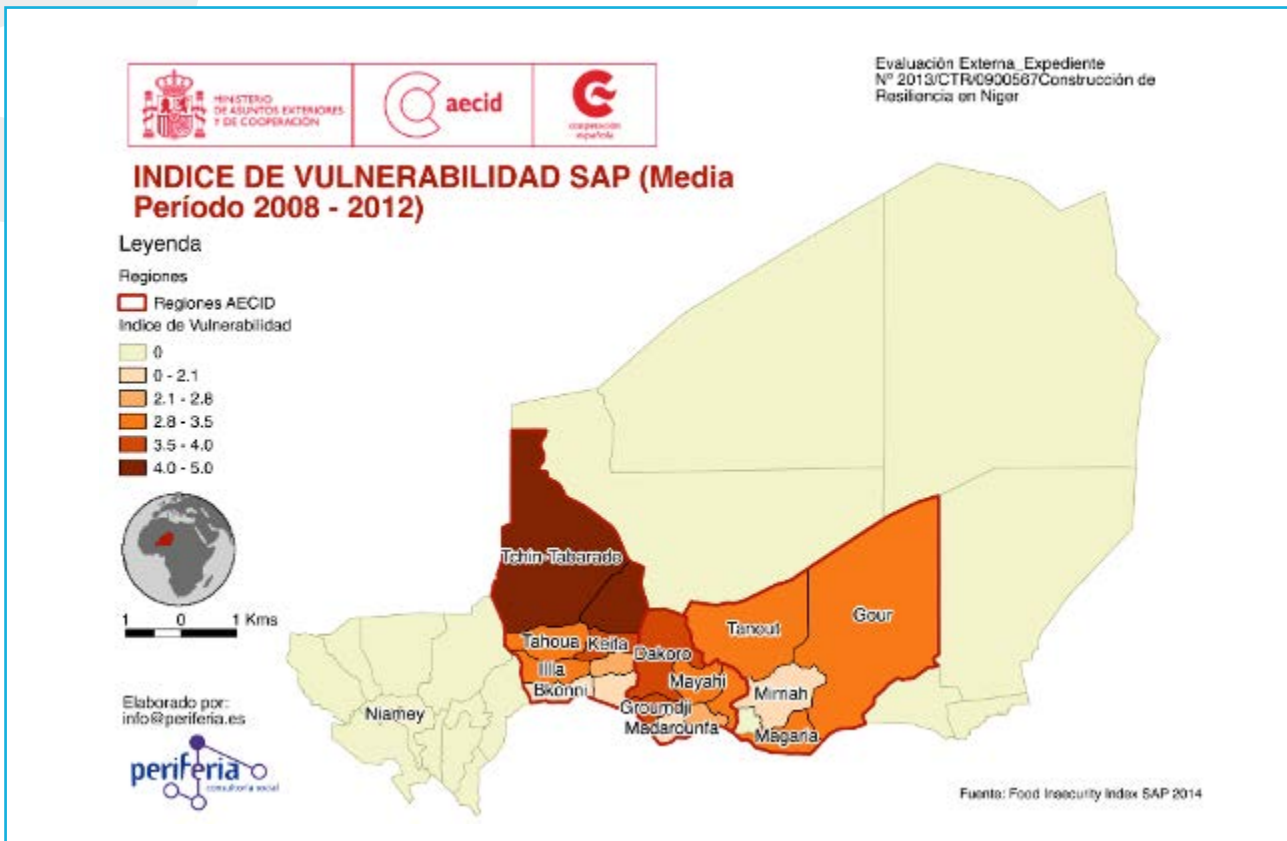 MINISTERIO
DE ASUNTOS EXTERIORES
Y DE COOPERACIÓN
aecid
cooperación
española
Evaluación Externa_Expediente
Nº 2013/CTR/0900567Construcción de
Resiliencia en Niger
INDICE DE VULNERABILIDAD SAP (Media
Período 2008 - 2012)
Leyenda
Regiones
Regiones AECID
Indice de Vulnerabilidad
0
0 - 2.1
2.1 - 2.8
2.8 - 3.5
3.5 - 4.0
4.0 - 5.0
1 0 1 Kms
Tchin-Tabarade
Gour
Tanout
Tahoua
Keita
Dakoro
Illla
Mayahi
Bkonni
Mirnah
Groumdji
Madarounfa
Magaria
Niamey
Elaborado por:
info@periferia.es
periferia
consultoría social
Fuente: Food Insecurity Index SAP 2014